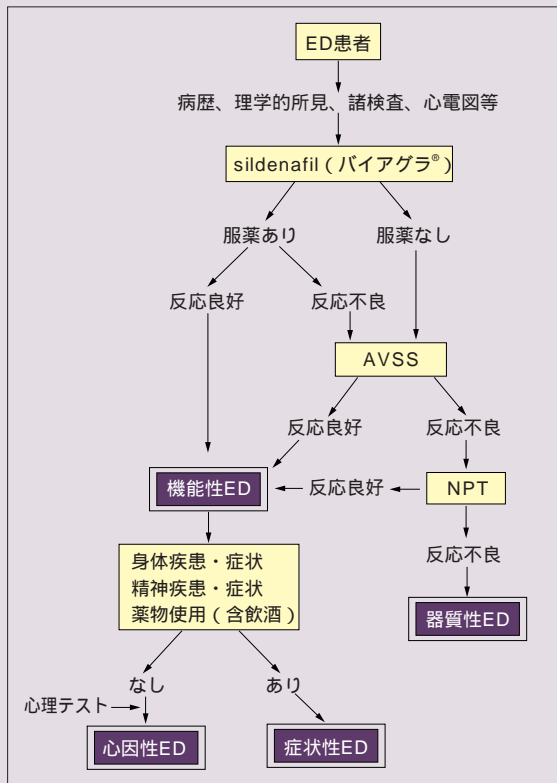 ED患者
病歴、理学的所見、諸検査、心電図等
sildenafil(バイアグラ®)
服薬あり
服薬なし
反応良好
反応不良
AVSS
反応良好
反応不良
機能性ED
反応良好
NPT
身体疾患・症状
精神疾患・症状
薬物使用(含飲酒)
反応不良
器質性ED
なし
あり
心理テスト
心因性ED
症状性ED